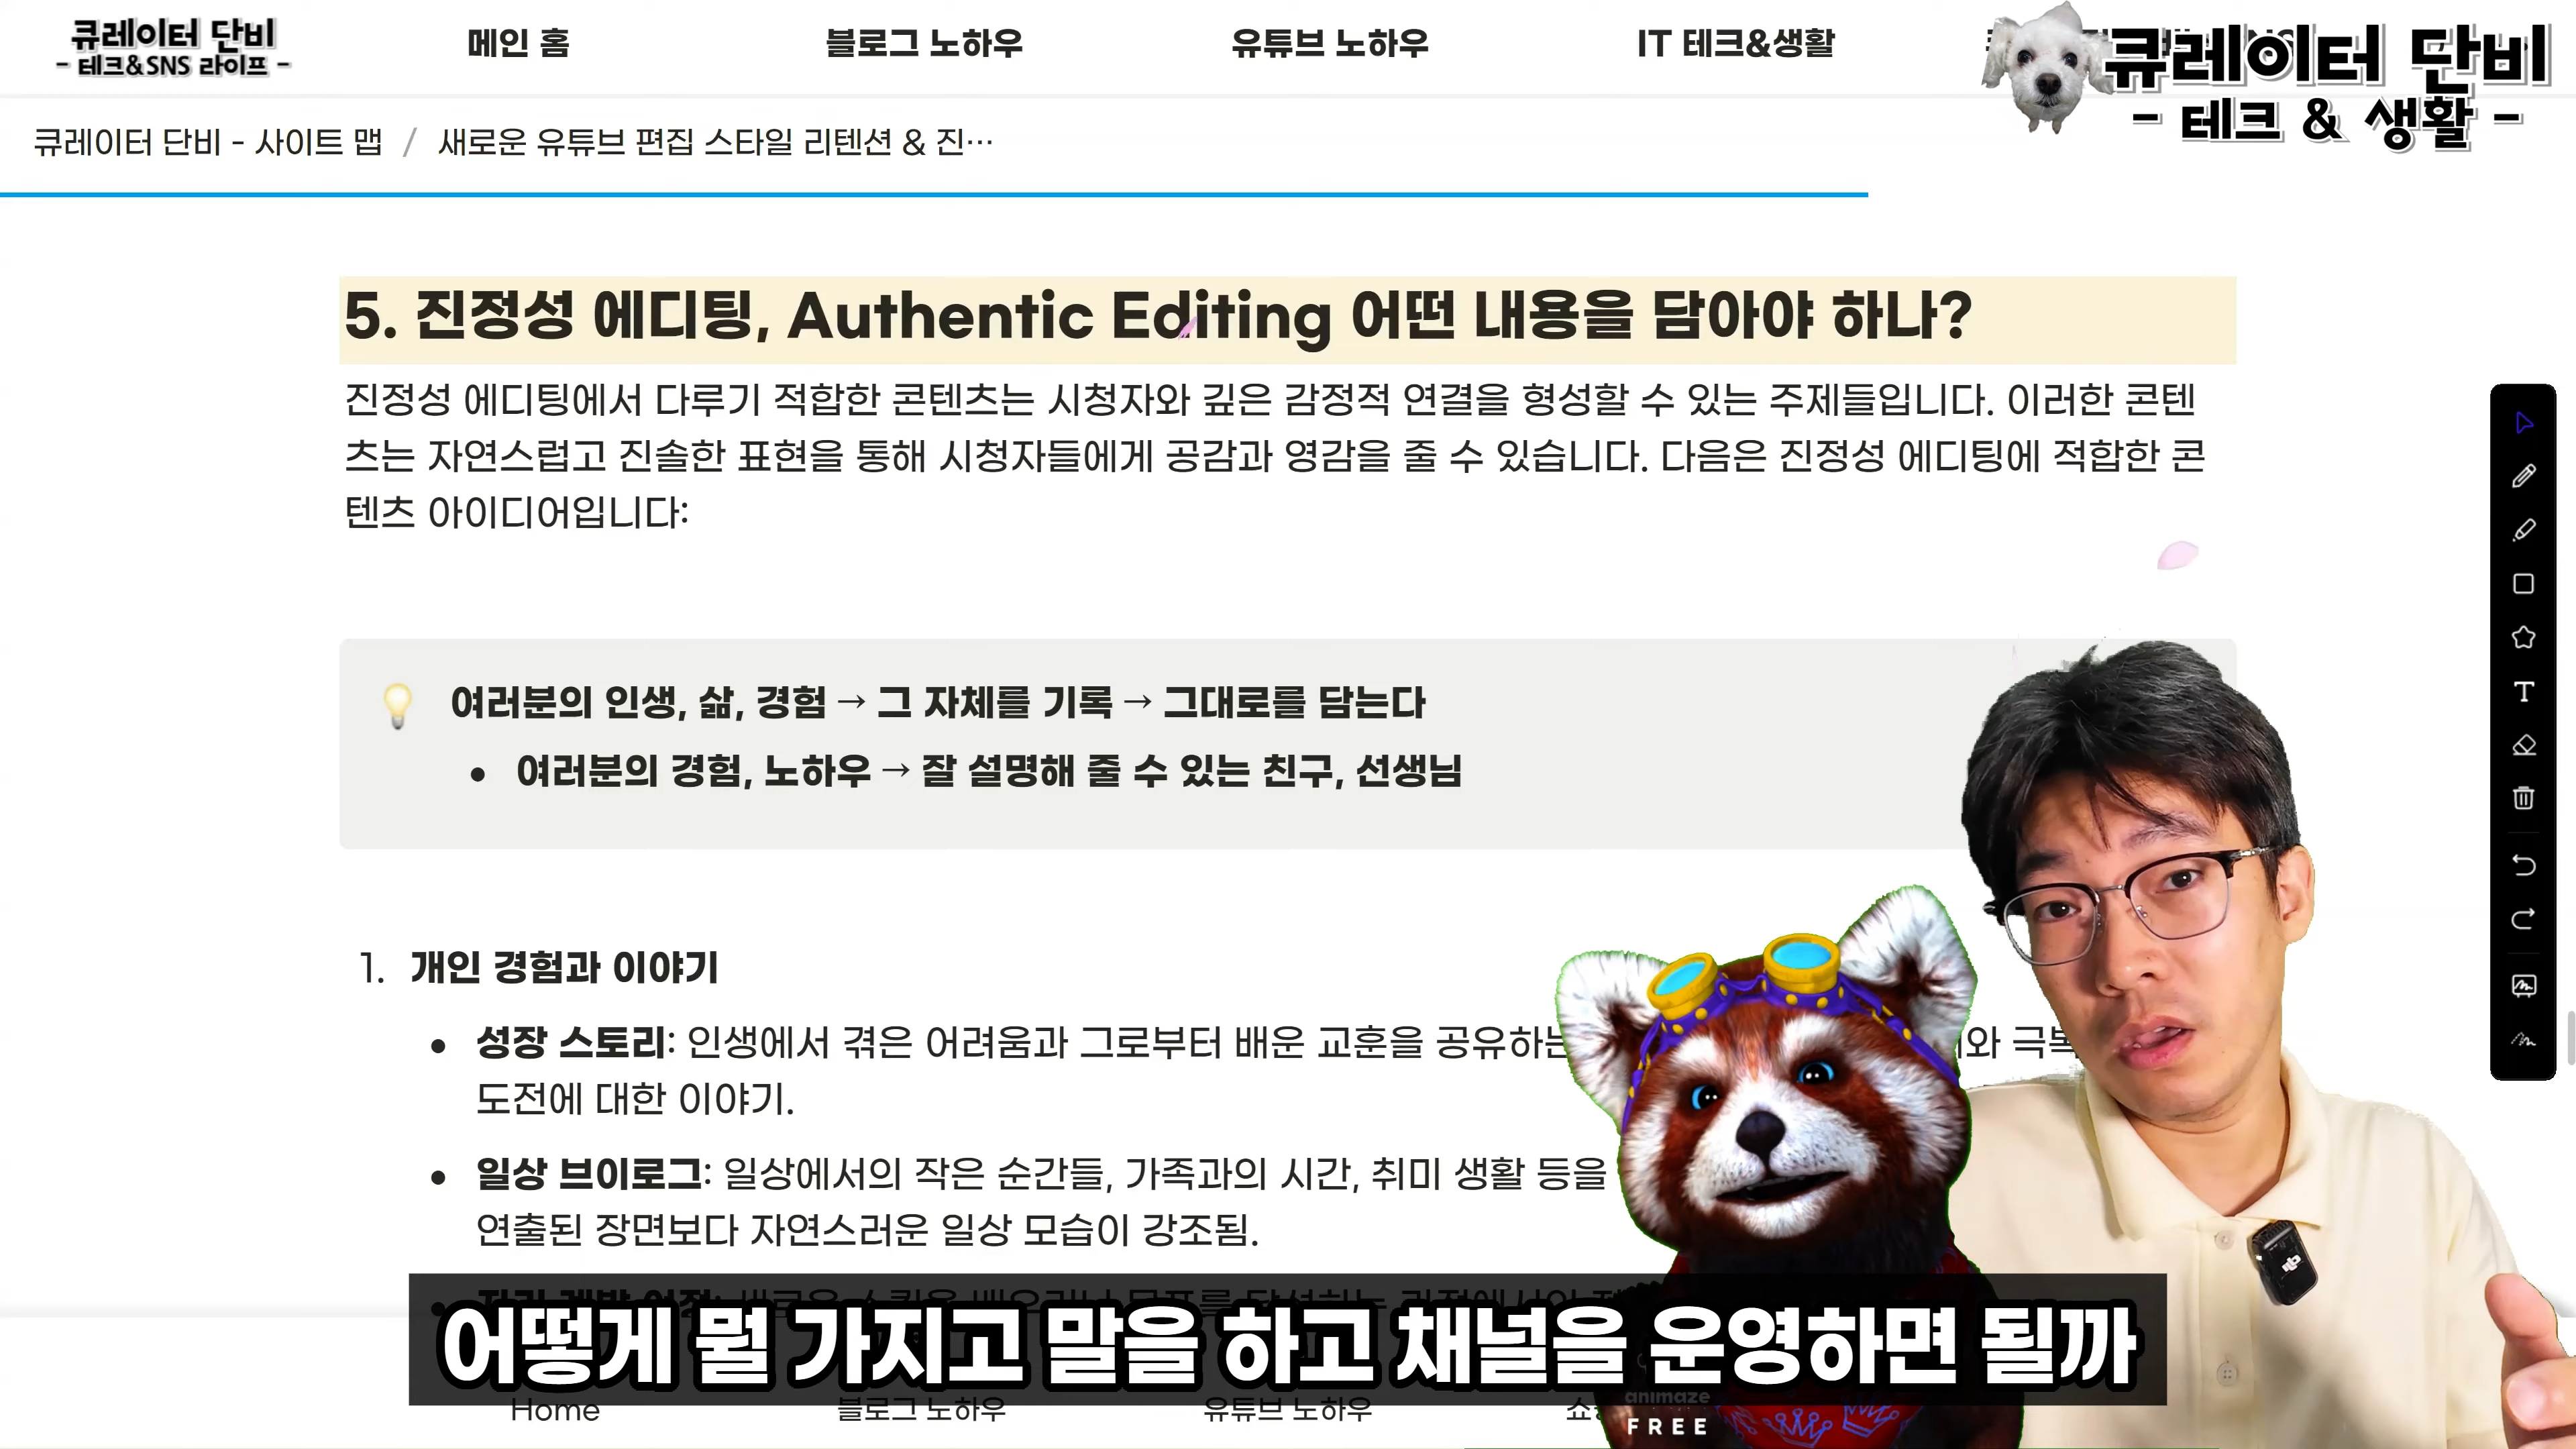 큐레이터 단비
- 테크&SNS 라이프 -
메인 홈
블로그 노하우
유튜브 노하우
IT 테크&생활
큐레이터 단비
- 테크 & 생활 -
큐레이터 단비 - 사이트 맵 / 새로운 유튜브 편집 스타일 리텐션 & 진…
5. 진정성 에디팅, Authentic Editing 어떤 내용을 담아야 하나?
진정성 에디팅에서 다루기 적합한 콘텐츠는 시청자와 깊은 감정적 연결을 형성할 수 있는 주제들입니다. 이러한 콘텐
츠는 자연스럽고 진솔한 표현을 통해 시청자들에게 공감과 영감을 줄 수 있습니다. 다음은 진정성 에디팅에 적합한 콘
텐츠 아이디어입니다:
여러분의 인생, 삶, 경험 → 그 자체를 기록 → 그대로를 담는다
• 여러분의 경험, 노하우 → 잘 설명해 줄 수 있는 친구, 선생님
1. 개인 경험과 이야기
• 성장 스토리: 인생에서 겪은 어려움과 그로부터 배운 교훈을 공유하는
도전에 대한 이야기.
• 일상 브이로그: 일상에서의 작은 순간들, 가족과의 시간, 취미 생활 등을
연출된 장면보다 자연스러운 일상 모습이 강조됨.
어떻게 뭘 가지고 말을 하고 채널을 운영하면 될까
Home
블로그 노하우
유튜브 노하우
animaze
FREE